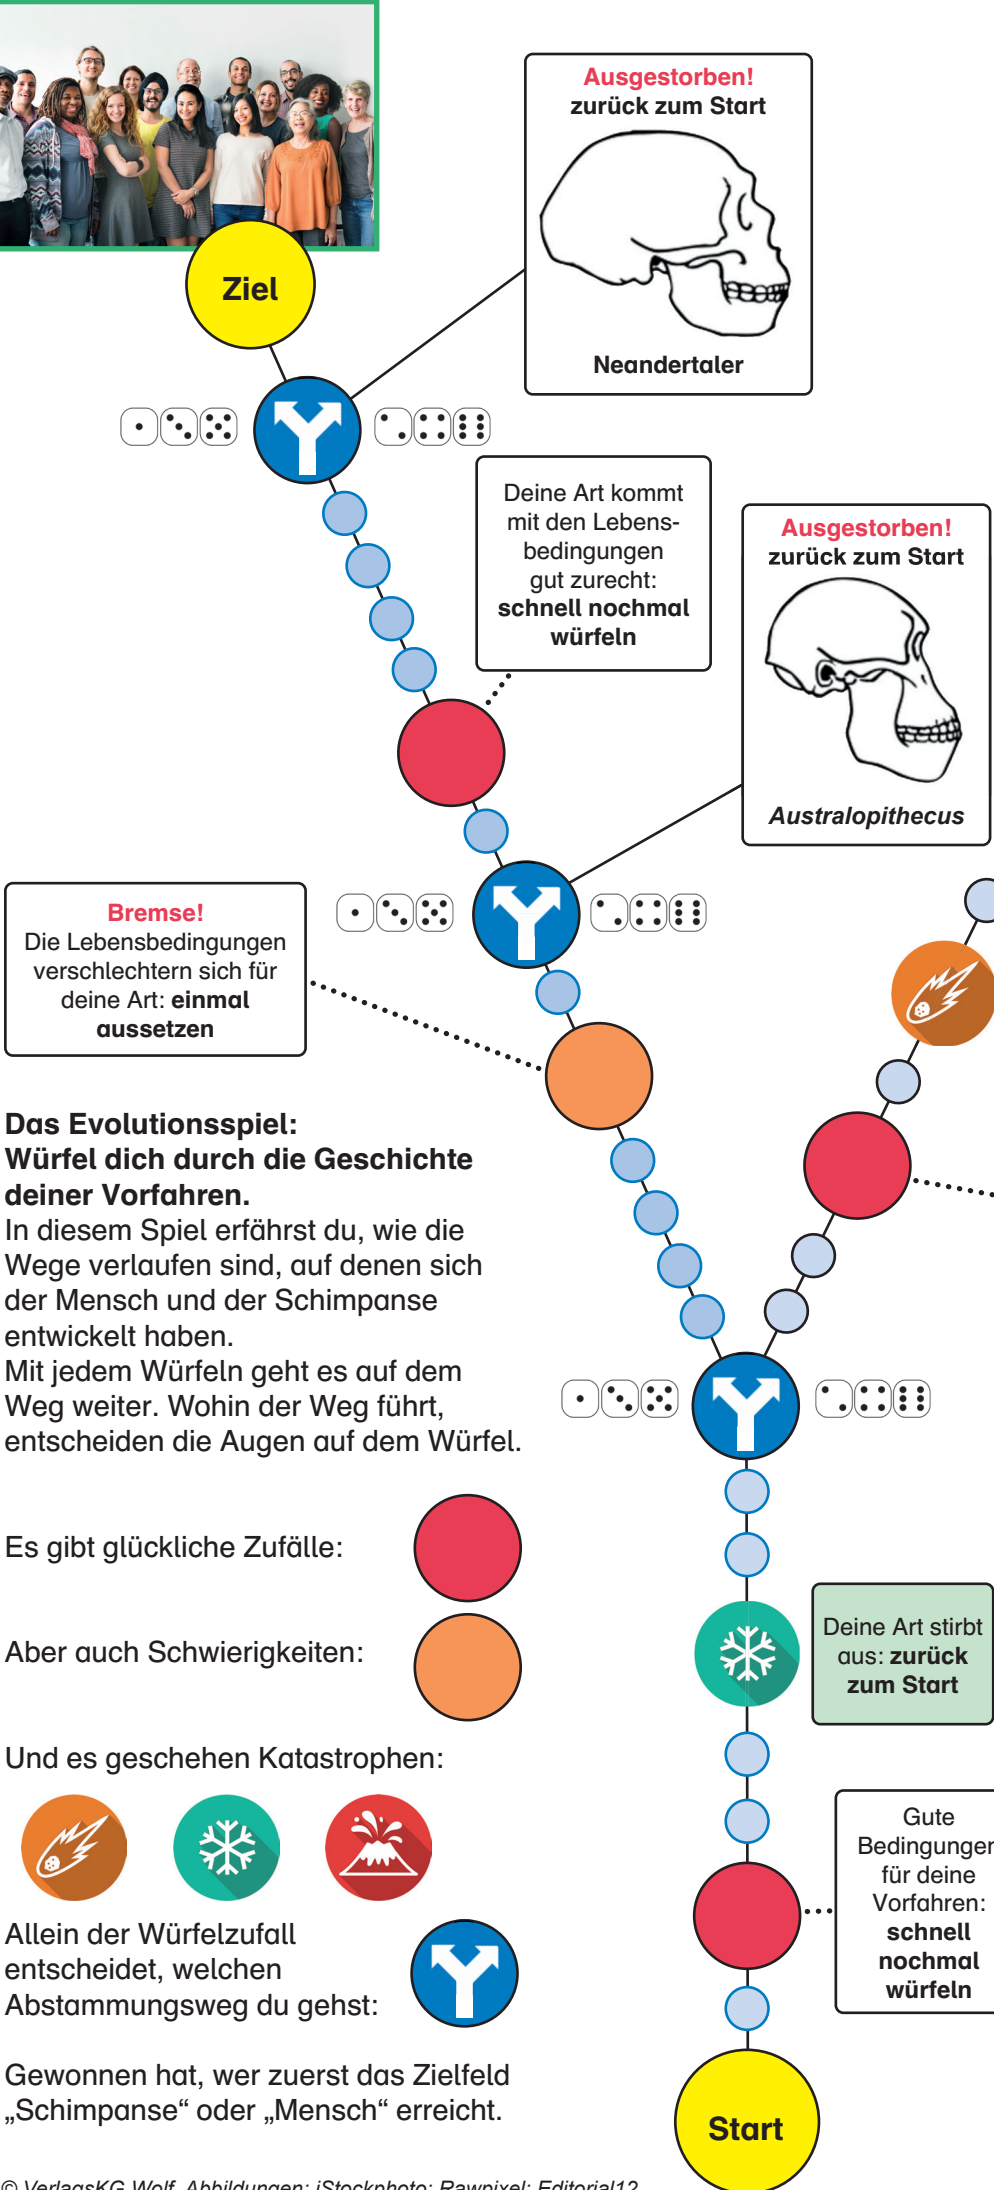 Ausgestorben!
zurück zum Start
Neandertaler
Ziel
Deine Art kommt
mit den Lebens-
bedingungen
gut zurecht:
schnell nochmal
würfeln
Ausgestorben!
zurück zum Start
Australopithecus
Bremse!
Die Lebensbedingungen
verschlechtern sich für
deine Art: einmal
aussetzen
Das Evolutionsspiel:
Würfel dich durch die Geschichte
deiner Vorfahren.
In diesem Spiel erfährst du, wie die
Wege verlaufen sind, auf denen sich
der Mensch und der Schimpanse
entwickelt haben.
Mit jedem Würfeln geht es auf dem
Weg weiter. Wohin der Weg führt,
entscheiden die Augen auf dem Würfel.
Es gibt glückliche Zufälle:
Aber auch Schwierigkeiten:
Und es geschehen Katastrophen:
Allein der Würfelzufall
entscheidet, welchen
Abstammungsweg du gehst:
Gewonnen hat, wer zuerst das Zielfeld
„Schimpanse“ oder „Mensch“ erreicht.
Deine Art stirbt
aus: zurück
zum Start
Gute
Bedingungen
für deine
Vorfahren:
schnell
nochmal
würfeln
Start
© VerlagsKG Wolf, Abbildungen: iStockphoto: Rawpixel; Editorial12